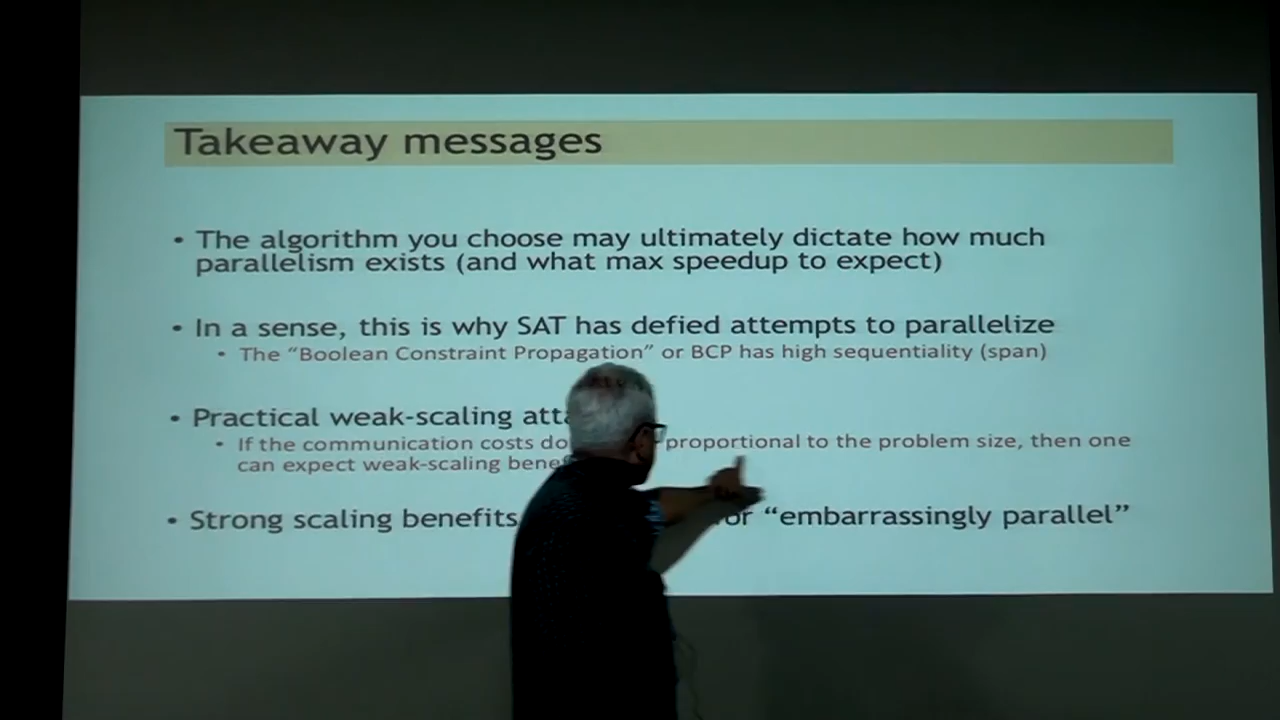 Takeaway messages
• The algorithm you choose may ultimately dictate how much
parallelism exists (and what max speedup to expect)
• In a sense, this is why SAT has defied attempts to parallelize
• The “Boolean Constraint Propagation” or BCP has high sequentiality (span)
• Practical weak-scaling
• If the communication costs do proportional to the problem size, then one
can expect weak-scaling
• Strong scaling benefits “embarrassingly parallel”